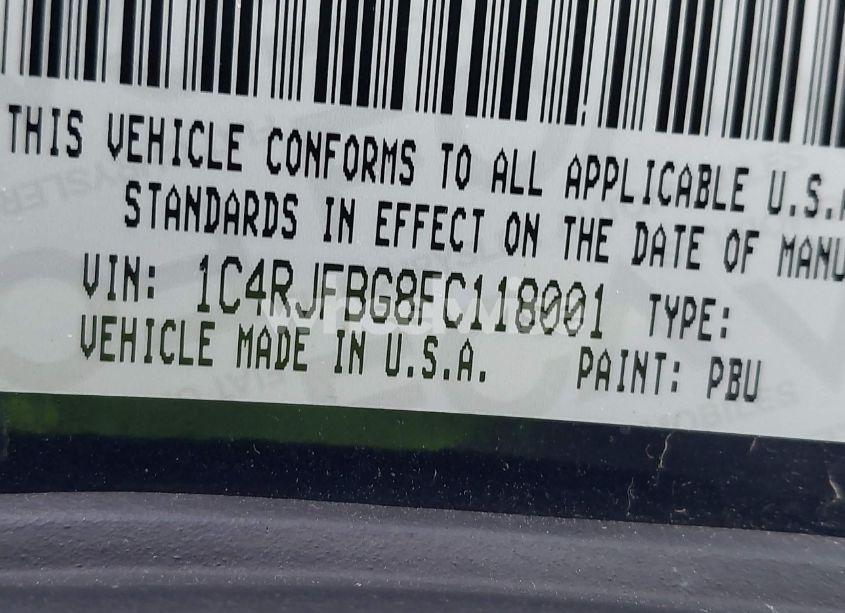 THIS VEHICLE CONFORMS TO ALL APPLICABLE U.S.A
STANDARDS IN EFFECT ON THE DATE OF MANU
VIN: 1C4RJFBG8FC118001 TYPE:
VEHICLE MADE IN U.S.A. PAINT: PBU